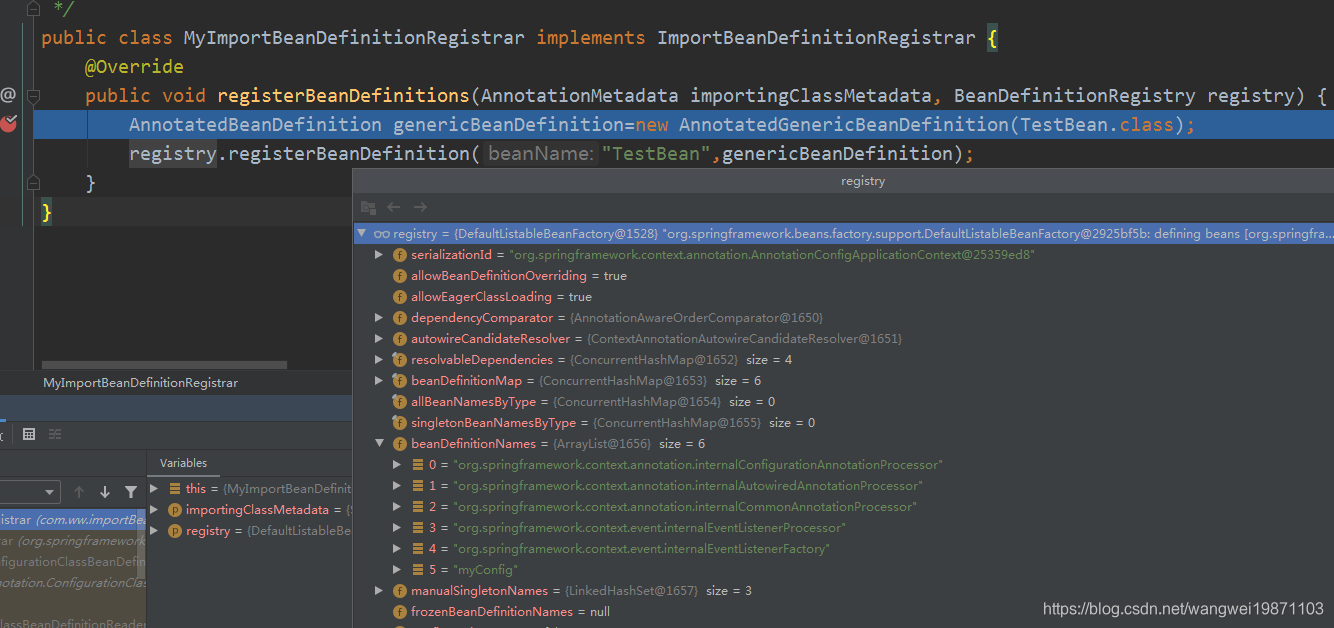 */
public class MyImportBeanDefinitionRegistrar implements ImportBeanDefinitionRegistrar {
@Override
public void registerBeanDefinitions(AnnotationMetadata importingClassMetadata, BeanDefinitionRegistry registry) {
AnnotatedBeanDefinition genericBeanDefinition=new AnnotatedGenericBeanDefinition(TestBean.class);
registry.registerBeanDefinition( beanName: "TestBean",genericBeanDefinition);
}
}
registry
registry = {DefaultListableBeanFactory@1528} "org.springframework.beans.factory.support.DefaultListableBeanFactory@2925bf5b: defining beans [org.springfra...
serializationId = "org.springframework.context.annotation.AnnotationConfigApplicationContext@25359ed8"
allowBeanDefinitionOverriding = true
allowEagerClassLoading = true
dependencyComparator = {AnnotationAwareOrderComparator@1650}
autowireCandidateResolver = {ContextAnnotationAutowireCandidateResolver@1651}
resolvableDependencies = {ConcurrentHashMap@1652} size = 4
beanDefinitionMap = {ConcurrentHashMap@1653} size = 6
allBeanNamesByType = {ConcurrentHashMap@1654} size = 0
singletonBeanNamesByType = {ConcurrentHashMap@1655} size = 0
beanDefinitionNames = {ArrayList@1656} size = 6
0 = "org.springframework.context.annotation.internalConfigurationAnnotationProcessor"
1 = "org.springframework.context.annotation.internalAutowiredAnnotationProcessor"
2 = "org.springframework.context.annotation.internalCommonAnnotationProcessor"
3 = "org.springframework.context.event.internalEventListenerProcessor"
4 = "org.springframework.context.event.internalEventListenerFactory"
5 = "myConfig"
manualSingletonNames = {LinkedHashSet@1657} size = 3
frozenBeanDefinitionNames = null
MyImportBeanDefinitionRegistrar
Variables
this = {MyImportBeanDefinit
importingClassMetadata = {
registry = {DefaultListableBe
istrar (com.ww.importBea
rar (org.springframework
nfigurationClassBeanDefin
notation.ConfigurationClas
lassBeanDefinitionReader
https://blog.csdn.net/wangwei19871103